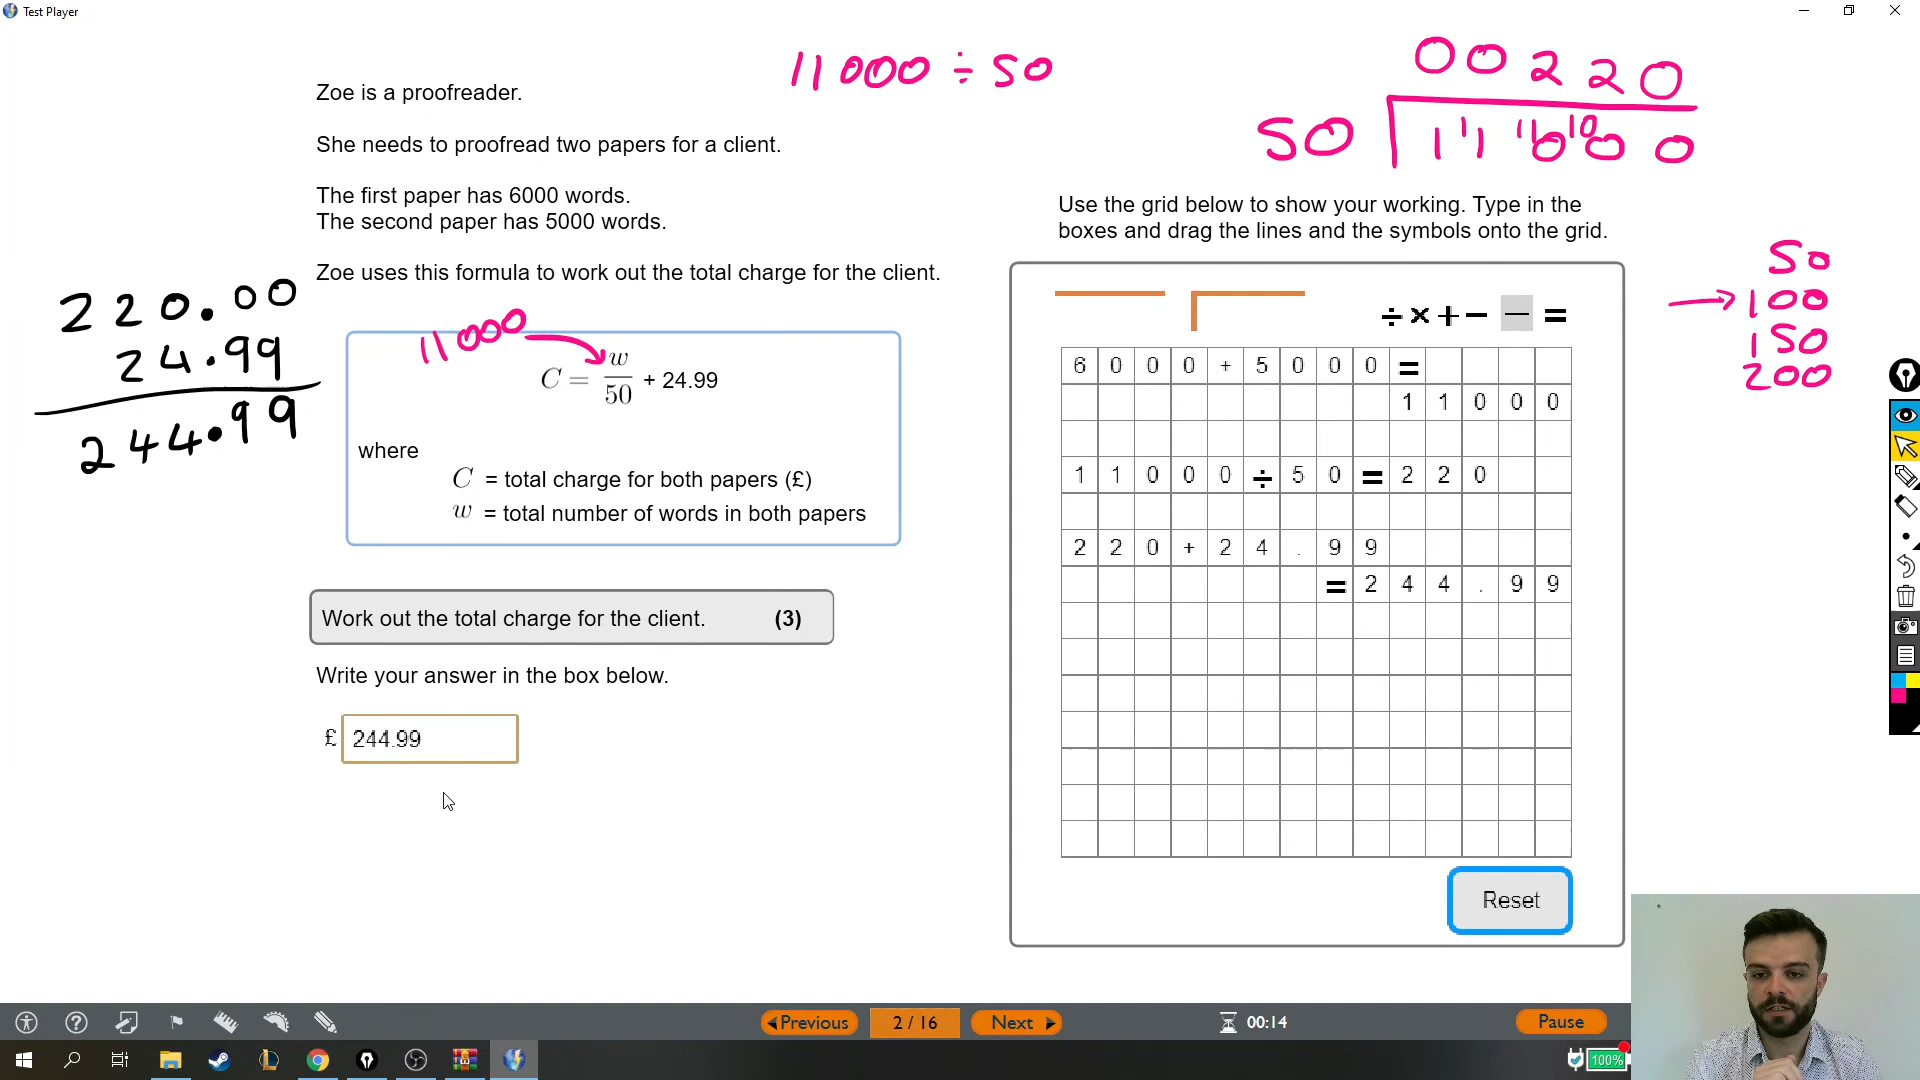 Test Player
11000 ÷ 50
00220
50 11 11 0 10 0 0
Zoe is a proofreader.
She needs to proofread two papers for a client.
The first paper has 6000 words.
The second paper has 5000 words.
Zoe uses this formula to work out the total charge for the client.
220.00
24.99
244.99
11000
C = w/50 + 24.99
where
C = total charge for both papers (£)
w = total number of words in both papers
Work out the total charge for the client. (3)
Write your answer in the box below.
£ 244.99
Use the grid below to show your working. Type in the
boxes and drag the lines and the symbols onto the grid.
÷ × + − — =
6000+5000=
11000
11000÷50=220
220+24.99
=244.99
Reset
50
→100
150
200
Previous
2 / 16
Next
00:14
Pause
100%